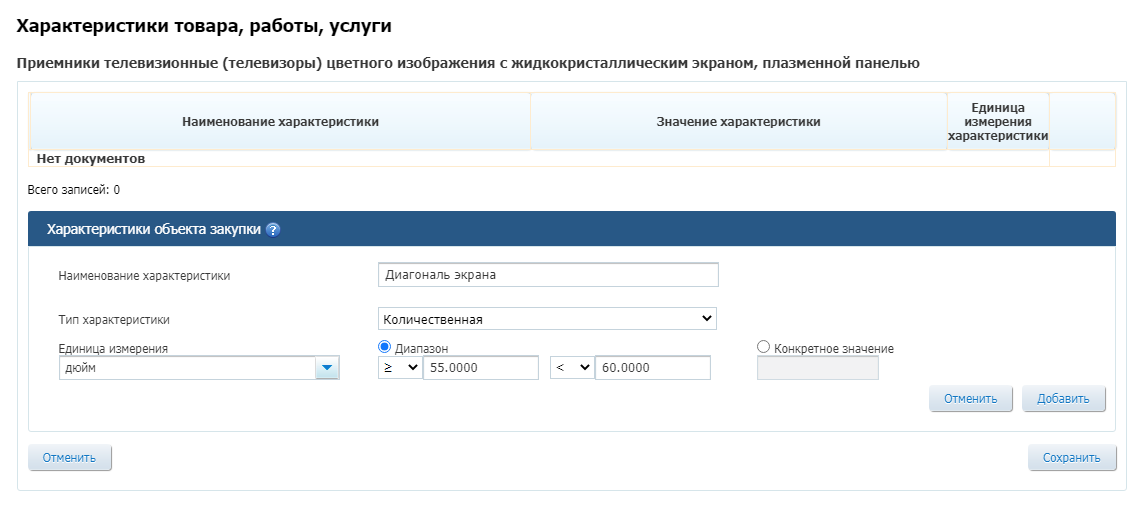 Характеристики товара, работы, услуги
Приемники телевизионные (телевизоры) цветного изображения с жидкокристаллическим экраном, плазменной панелью
Наименование характеристики
Значение характеристики
Единица
измерения
характеристики
Нет документов
Всего записей: 0
Характеристики объекта закупки ?
Наименование характеристики
Диагональ экрана
Тип характеристики
Количественная
Единица измерения
Диапазон
Конкретное значение
дюйм
≥ 55.0000 < 60.0000
Отменить Добавить
Отменить Сохранить